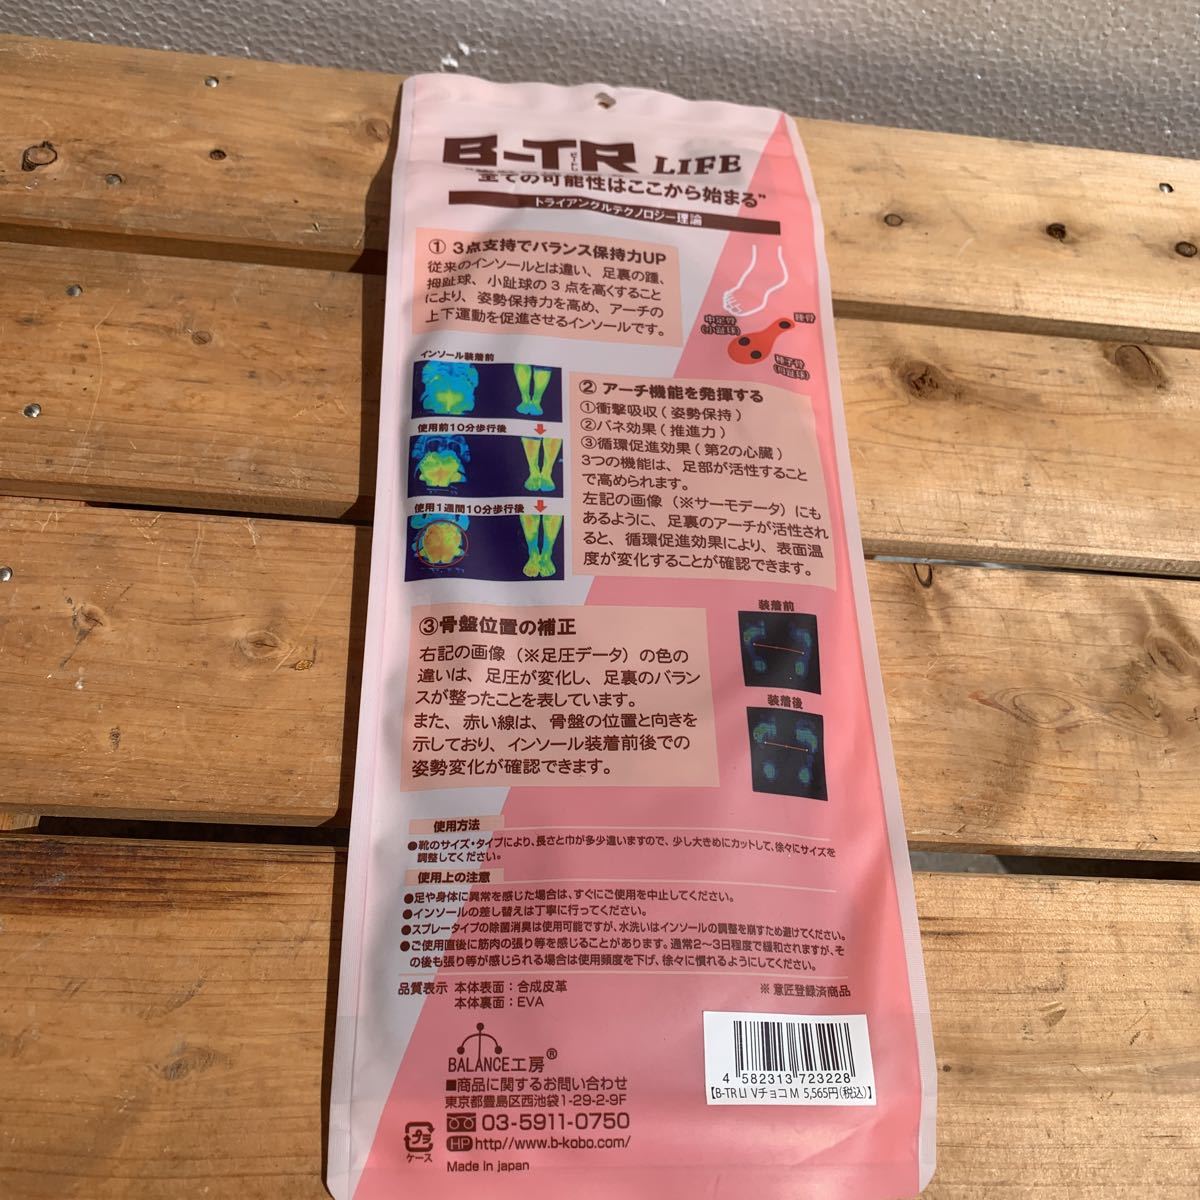 B-TR LIFE
"全ての可能性はここから始まる"
トライアングルテクノロジー理論
① 3点支持でバランス保持力UP
従来のインソールとは違い、足裏の踵、
拇趾球、小趾球の3点を高くすること
により、姿勢保持力を高め、アーチの
上下運動を促進させるインソールです。
中足骨
(小趾球)
踵骨
種子骨
(拇趾球)
インソール装着前
使用前10分歩行後
使用1週間10分歩行後
② アーチ機能を発揮する
①衝撃吸収(姿勢保持)
②バネ効果(推進力)
③循環促進効果(第2の心臓)
3つの機能は、足部が活性すること
で高められます。
左記の画像(※サーモデータ)にも
あるように、足裏のアーチが活性され
ると、循環促進効果により、表面温
度が変化することが確認できます。
③骨盤位置の補正
右記の画像(※足圧データ)の色の
違いは、足圧が変化し、足裏のバラン
スが整ったことを表しています。
また、赤い線は、骨盤の位置と向きを
示しており、インソール装着前後での
姿勢変化が確認できます。
装着前
装着後
使用方法
●靴のサイズ・タイプにより、長さと巾が多少違いますので、少し大きめにカットして、徐々にサイズを
調整してください。
使用上の注意
●足や身体に異常を感じた場合は、すぐにご使用を中止してください。
●インソールの差し替えは丁寧に行ってください。
●スプレータイプの除菌消臭は使用可能ですが、水洗いはインソールの調整を崩すため避けてください。
●ご使用直後に筋肉の張り等を感じることがあります。通常2〜3日程度で緩和されますが、そ
の後も張り等が感じられる場合は使用頻度を下げ、徐々に慣れるようにしてください。
品質表示 本体表面：合成皮革
本体裏面：EVA
※意匠登録済商品
BALANCE工房®
■商品に関するお問い合わせ
東京都豊島区西池袋1-29-2-9F
03-5911-0750
HP http//www.b-kobo.com/
Made In japan
プラ
ケース
4 582313 723228
【B-TR LI Vチョコ M 5,565円(税込)】